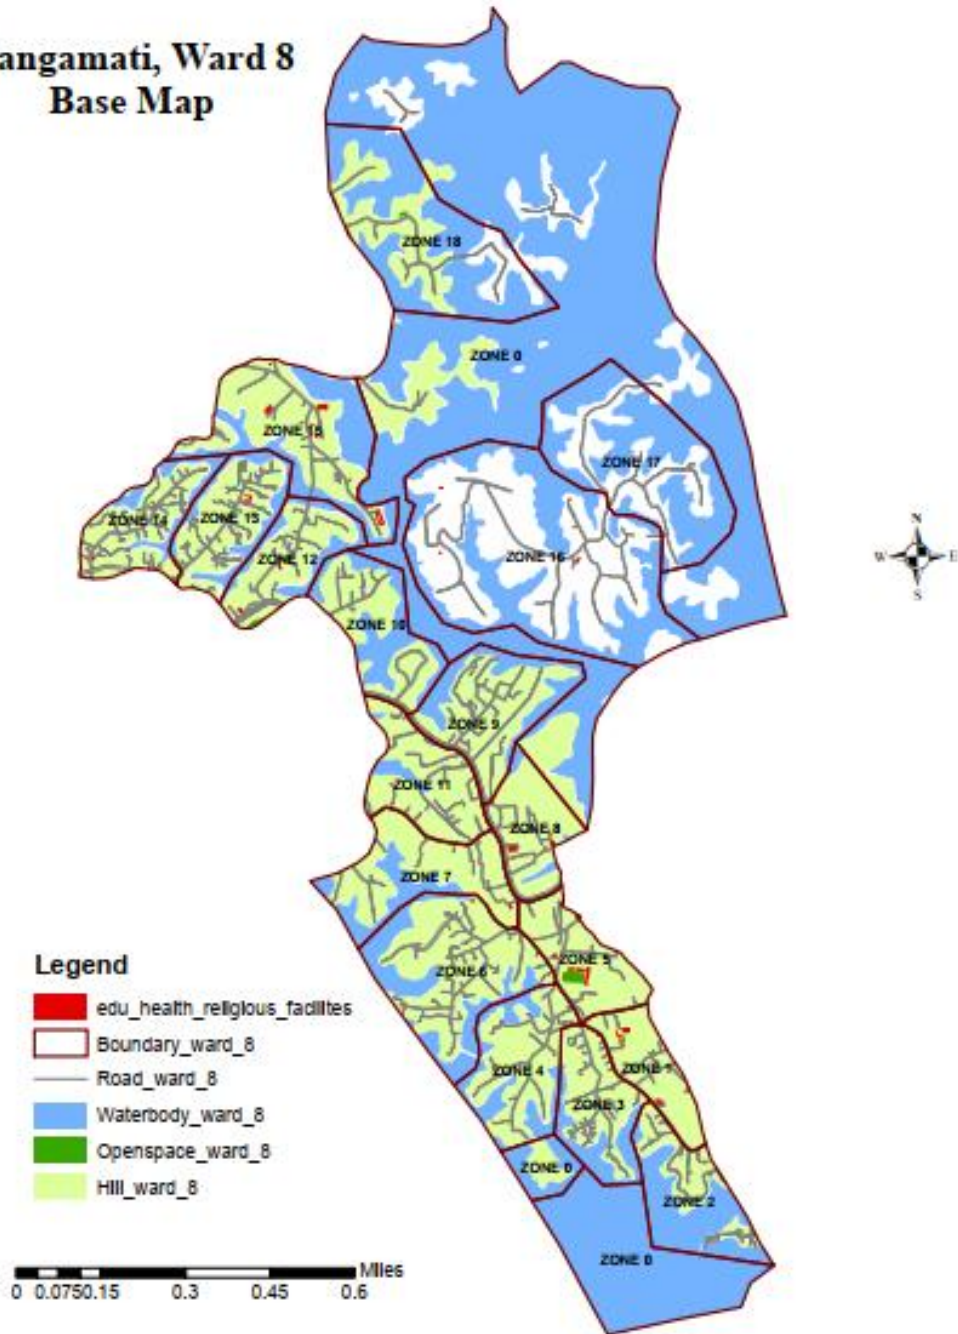 angamati, Ward 8
Base Map
ZONE 18
ZONE 0
ZONE 15
ZONE 17
ZONE 14
ZONE 13
ZONE 12
ZONE 16
ZONE 10
ZONE 9
ZONE 11
ZONE 8
ZONE 7
ZONE 5
ZONE 6
ZONE 4
ZONE 1
ZONE 3
ZONE 0
ZONE 2
ZONE 0
N
W E
S
Legend
edu_health_religious_facilites
Boundary_ward_8
Road_ward_8
Waterbody_ward_8
Openspace_ward_8
Hill_ward_8
Miles
0 0.0750.15 0.3 0.45 0.6